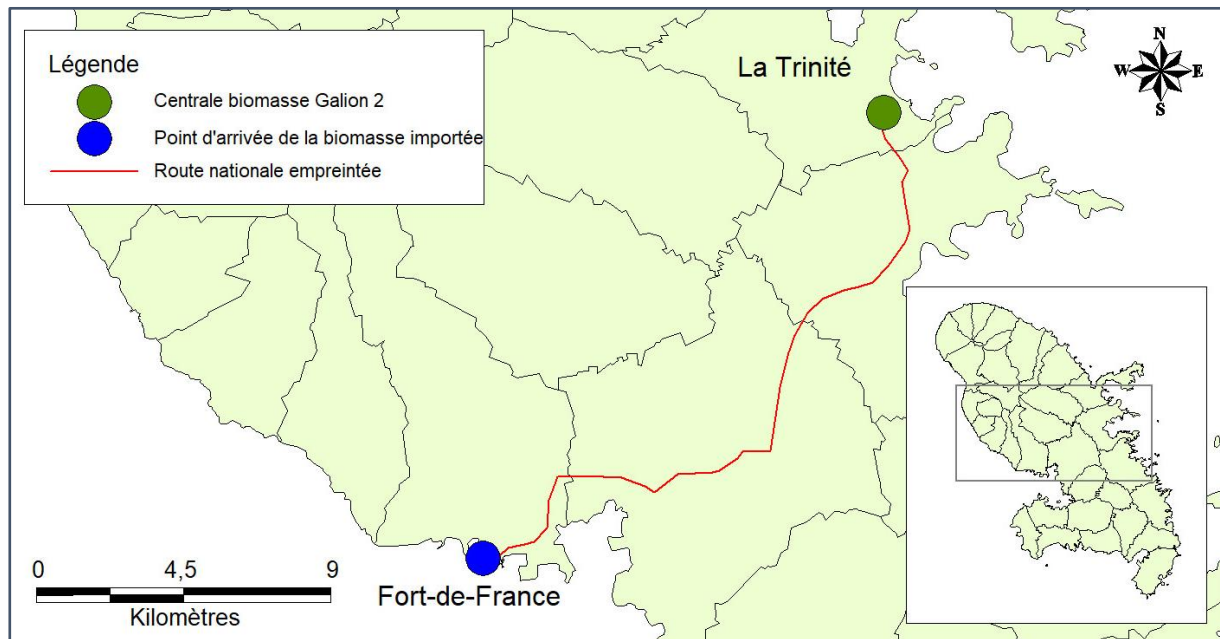 Légende
Centrale biomasse Galion 2
Point d'arrivée de la biomasse importée
Route nationale empreintée
La Trinité
N
W E
S
0 4,5 9
Kilomètres
Fort-de-France